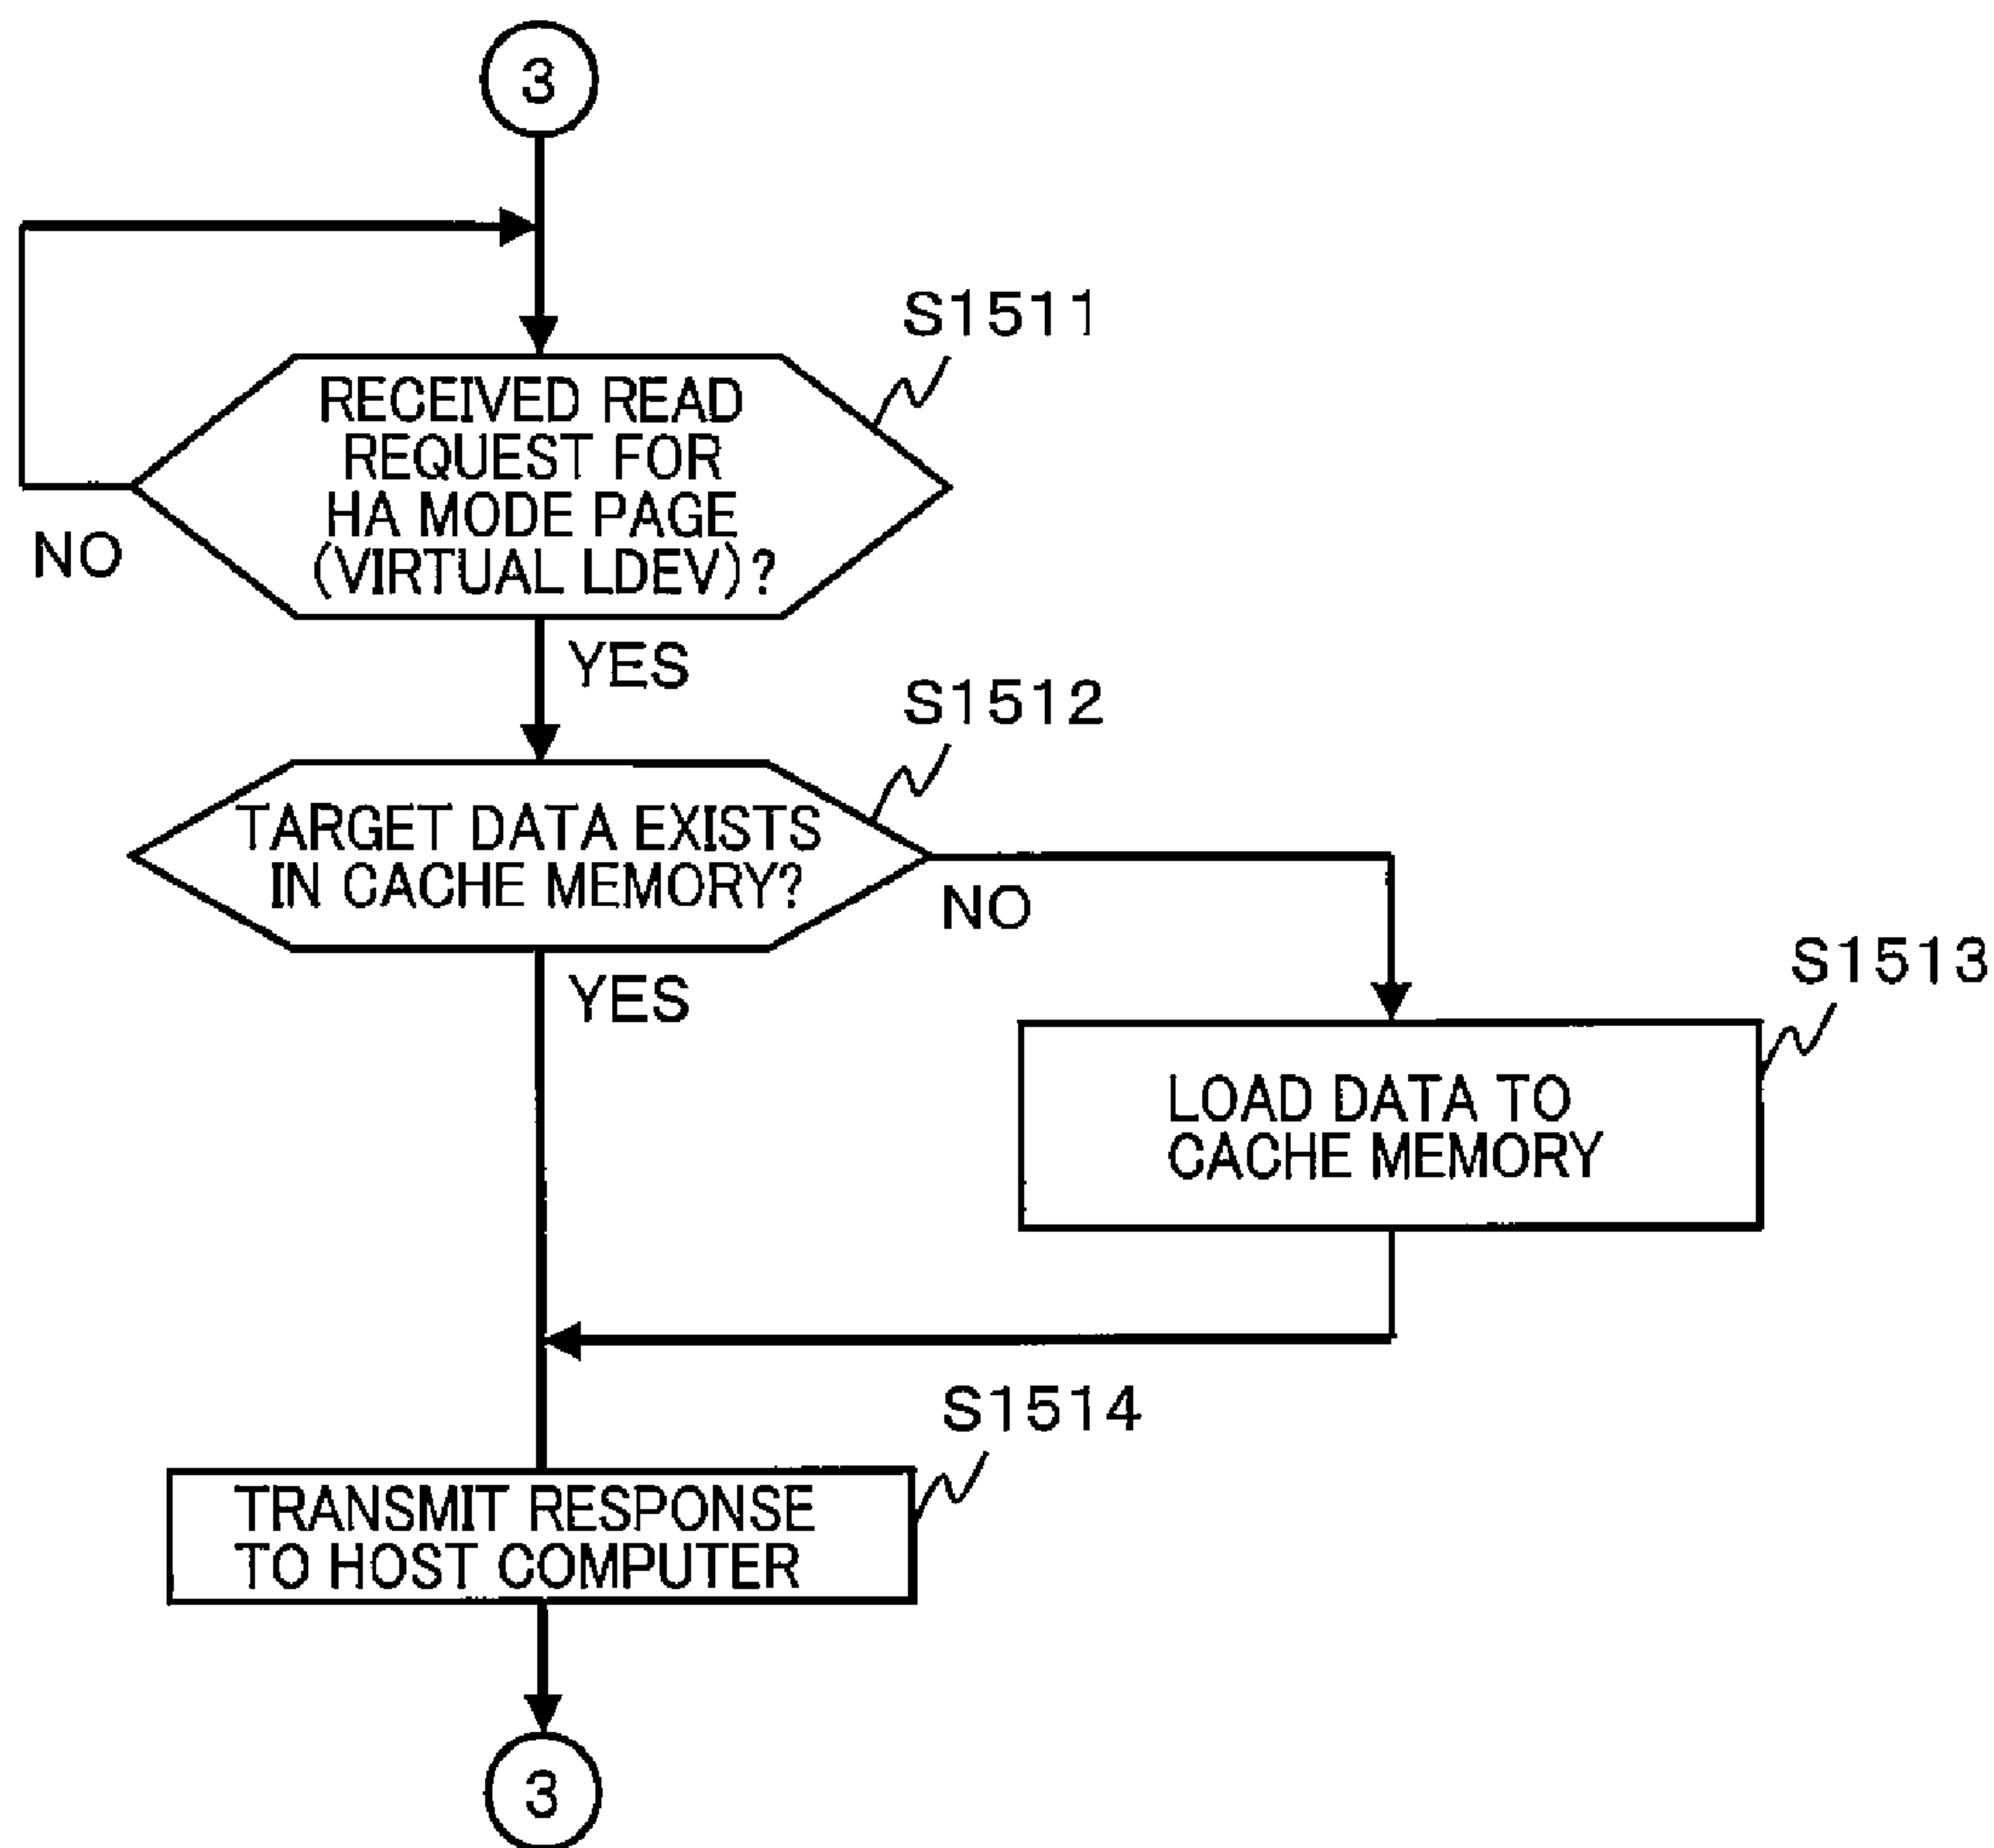 3
S1511
RECEIVED READ
REQUEST FOR
HA MODE PAGE
(VIRTUAL LDEV)?
NO
YES
S1512
TARGET DATA EXISTS
IN CACHE MEMORY?
NO
YES
S1513
LOAD DATA TO
CACHE MEMORY
S1514
TRANSMIT RESPONSE
TO HOST COMPUTER
3